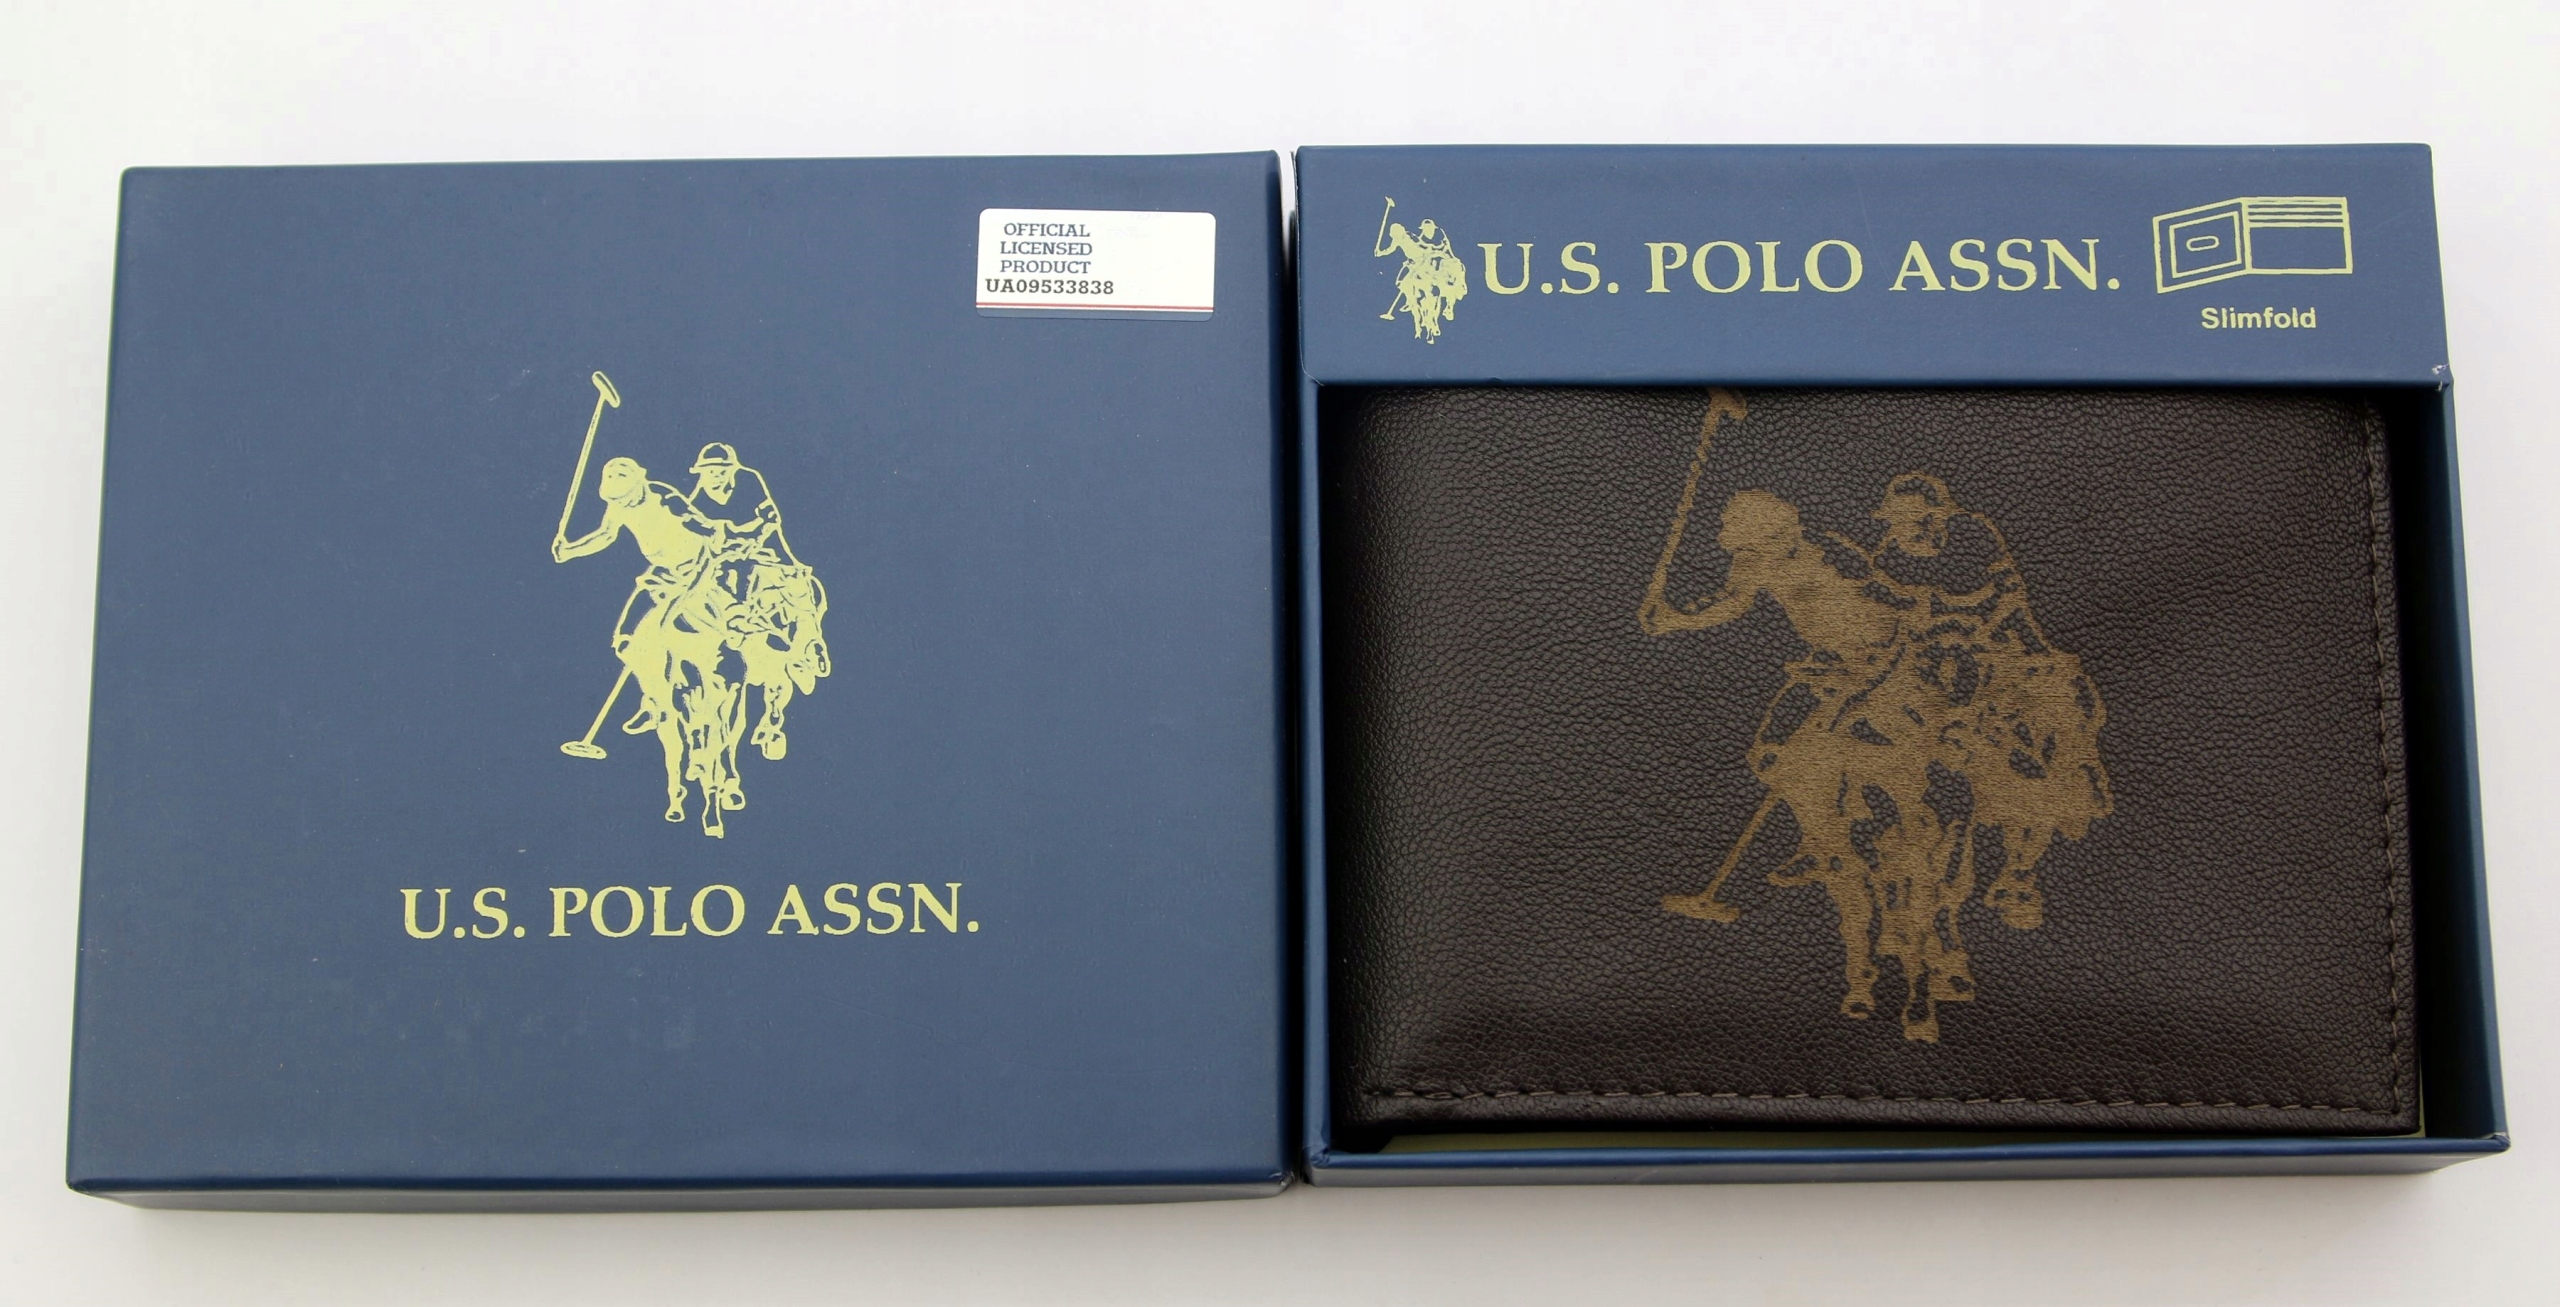 OFFICIAL
LICENSED
PRODUCT
UA09533838
U.S. POLO ASSN.
U.S. POLO ASSN.
Slimfold